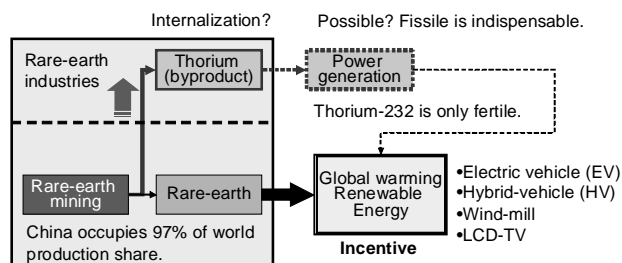 Internalization?
Possible? Fissile is indispensable.
Rare-earth
industries
Thorium
(byproduct)
Power
generation
Thorium-232 is only fertile.
Rare-earth
mining
Rare-earth
Global warming
Renewable
Energy
•Electric vehicle (EV)
•Hybrid-vehicle (HV)
•Wind-mill
•LCD-TV
China occupies 97% of world
production share.
Incentive